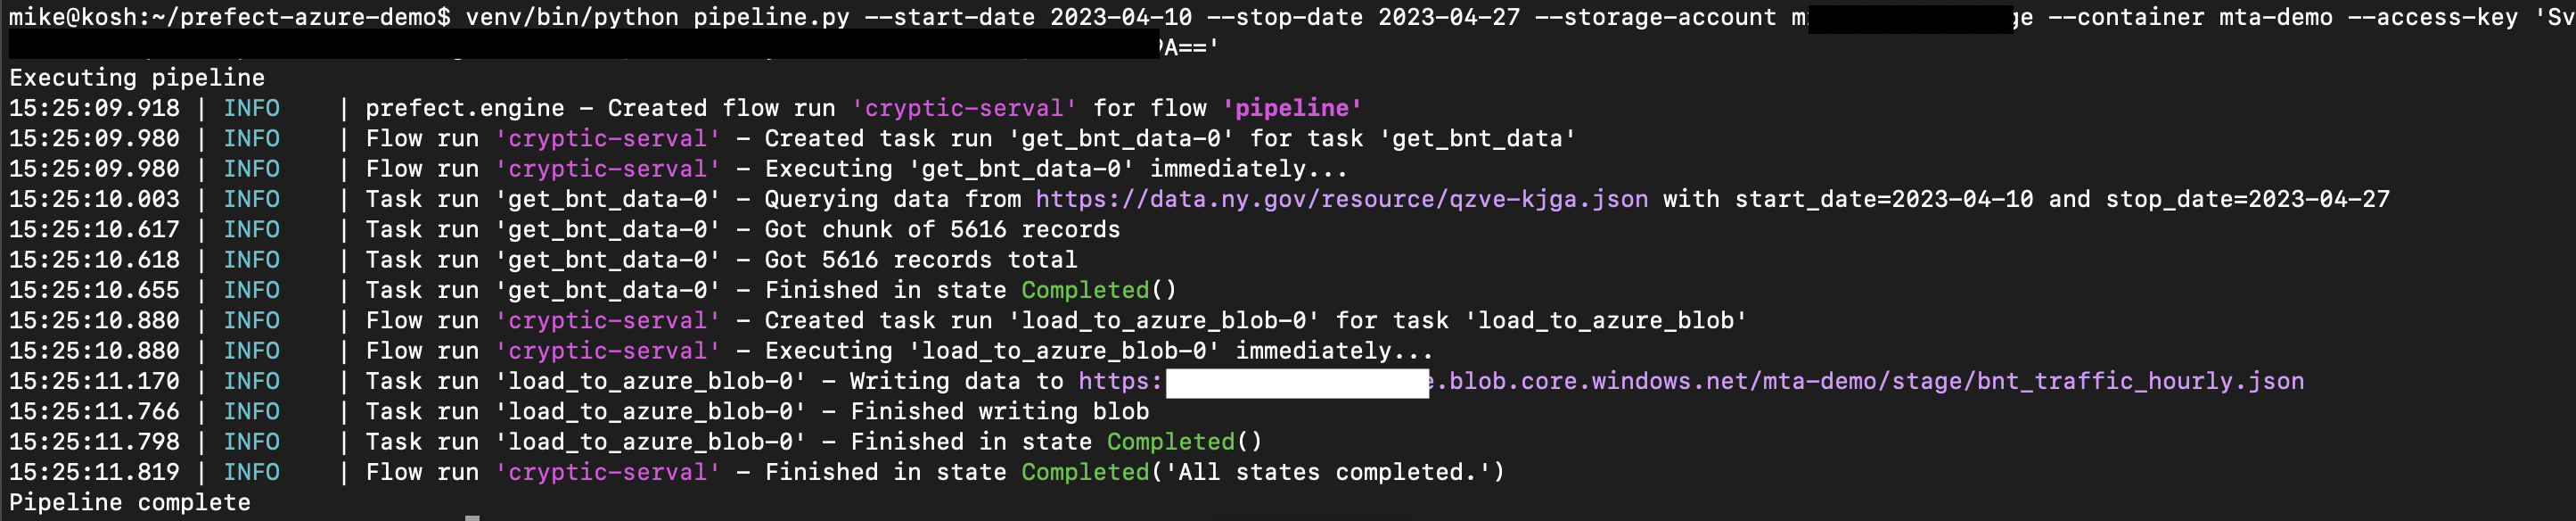 mike@kosh:~/prefect-azure-demo$ venv/bin/python pipeline.py --start-date 2023-04-10 --stop-date 2023-04-27 --storage-account m ge --container mta-demo --access-key 'Sv
A=='
Executing pipeline
15:25:09.918 | INFO    | prefect.engine - Created flow run 'cryptic-serval' for flow 'pipeline'
15:25:09.980 | INFO    | Flow run 'cryptic-serval' - Created task run 'get_bnt_data-0' for task 'get_bnt_data'
15:25:09.980 | INFO    | Flow run 'cryptic-serval' - Executing 'get_bnt_data-0' immediately...
15:25:10.003 | INFO    | Task run 'get_bnt_data-0' - Querying data from https://data.ny.gov/resource/qzve-kjga.json with start_date=2023-04-10 and stop_date=2023-04-27
15:25:10.617 | INFO    | Task run 'get_bnt_data-0' - Got chunk of 5616 records
15:25:10.618 | INFO    | Task run 'get_bnt_data-0' - Got 5616 records total
15:25:10.655 | INFO    | Task run 'get_bnt_data-0' - Finished in state Completed()
15:25:10.880 | INFO    | Flow run 'cryptic-serval' - Created task run 'load_to_azure_blob-0' for task 'load_to_azure_blob'
15:25:10.880 | INFO    | Flow run 'cryptic-serval' - Executing 'load_to_azure_blob-0' immediately...
15:25:11.170 | INFO    | Task run 'load_to_azure_blob-0' - Writing data to https: .blob.core.windows.net/mta-demo/stage/bnt_traffic_hourly.json
15:25:11.766 | INFO    | Task run 'load_to_azure_blob-0' - Finished writing blob
15:25:11.798 | INFO    | Task run 'load_to_azure_blob-0' - Finished in state Completed()
15:25:11.819 | INFO    | Flow run 'cryptic-serval' - Finished in state Completed('All states completed.')
Pipeline complete